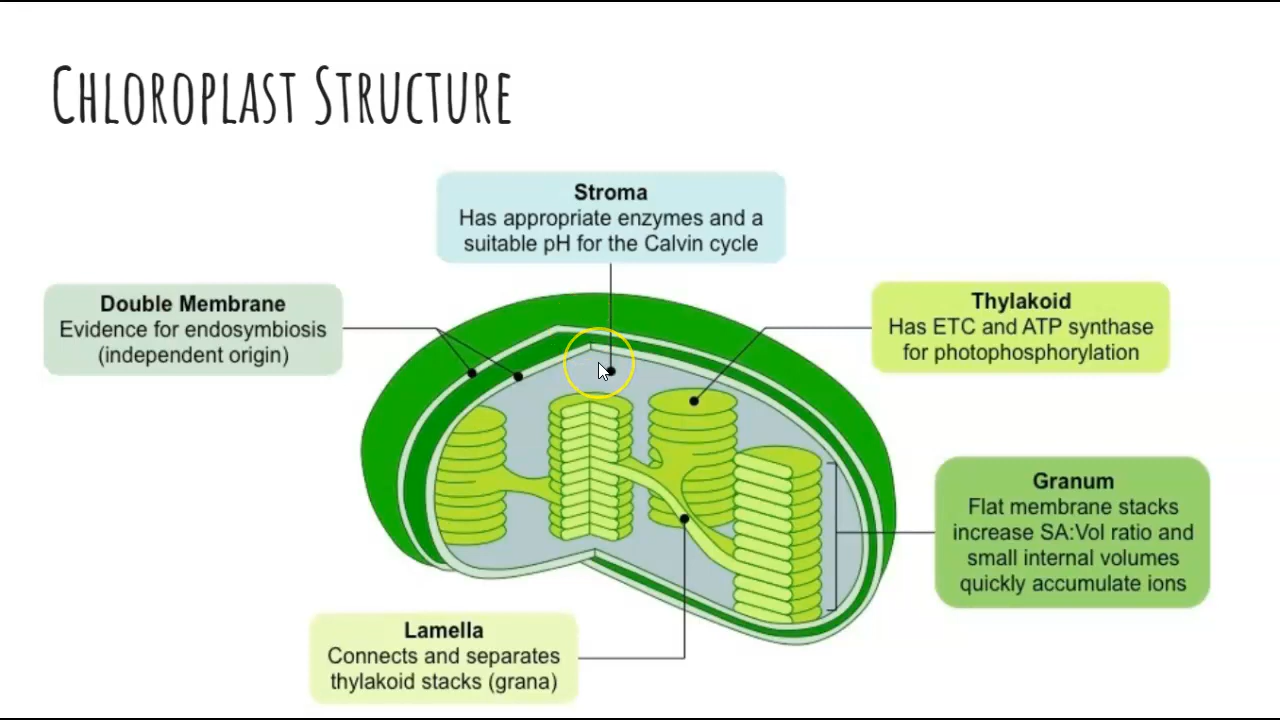 Chloroplast Structure
Stroma
Has appropriate enzymes and a
suitable pH for the Calvin cycle
Double Membrane
Evidence for endosymbiosis
(independent origin)
Thylakoid
Has ETC and ATP synthase
for photophosphorylation
Granum
Flat membrane stacks
increase SA:Vol ratio and
small internal volumes
quickly accumulate ions
Lamella
Connects and separates
thylakoid stacks (grana)